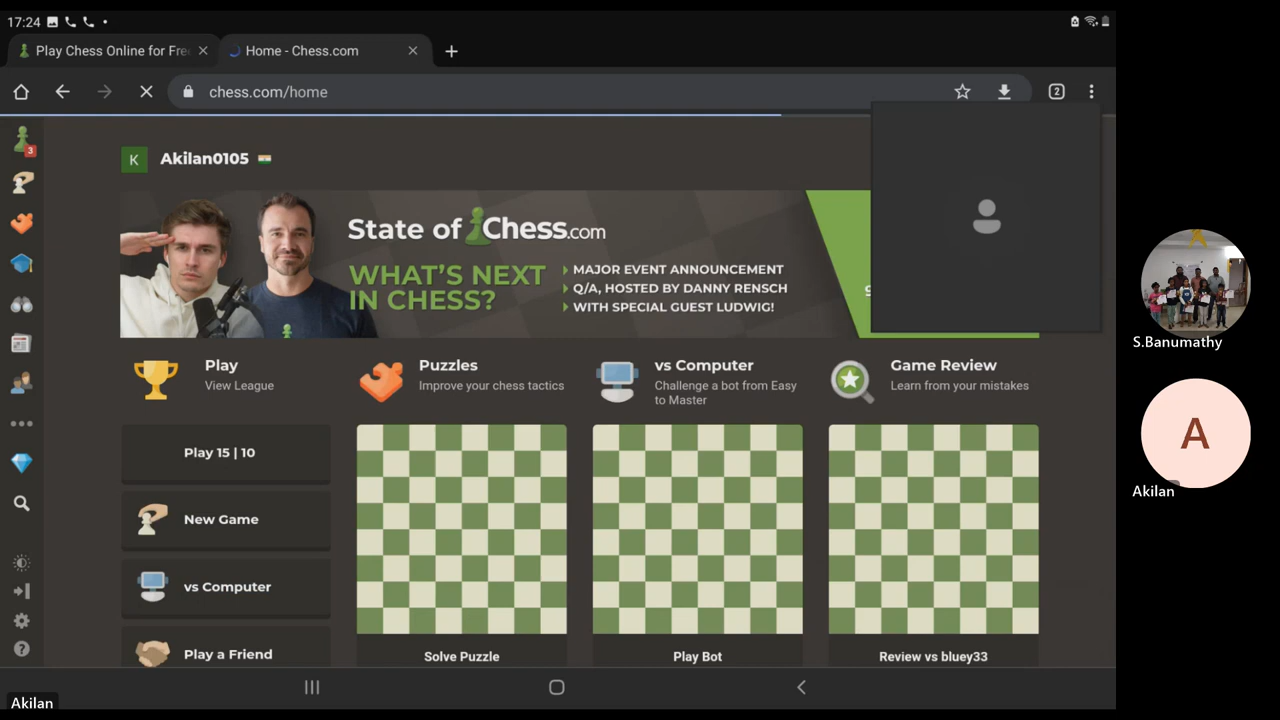 17:24
Play Chess Online for Fre
Home - Chess.com
chess.com/home
2
3
K
Akilan0105
State of Chess.com
WHAT'S NEXT
IN CHESS?
MAJOR EVENT ANNOUNCEMENT
Q/A, HOSTED BY DANNY RENSCH
WITH SPECIAL GUEST LUDWIG!
Play
View League
Puzzles
Improve your chess tactics
vs Computer
Challenge a bot from Easy
to Master
Game Review
Learn from your mistakes
Play 15 | 10
New Game
vs Computer
Play a Friend
Solve Puzzle
Play Bot
Review vs bluey33
S.Banumathy
A
Akilan
Akilan